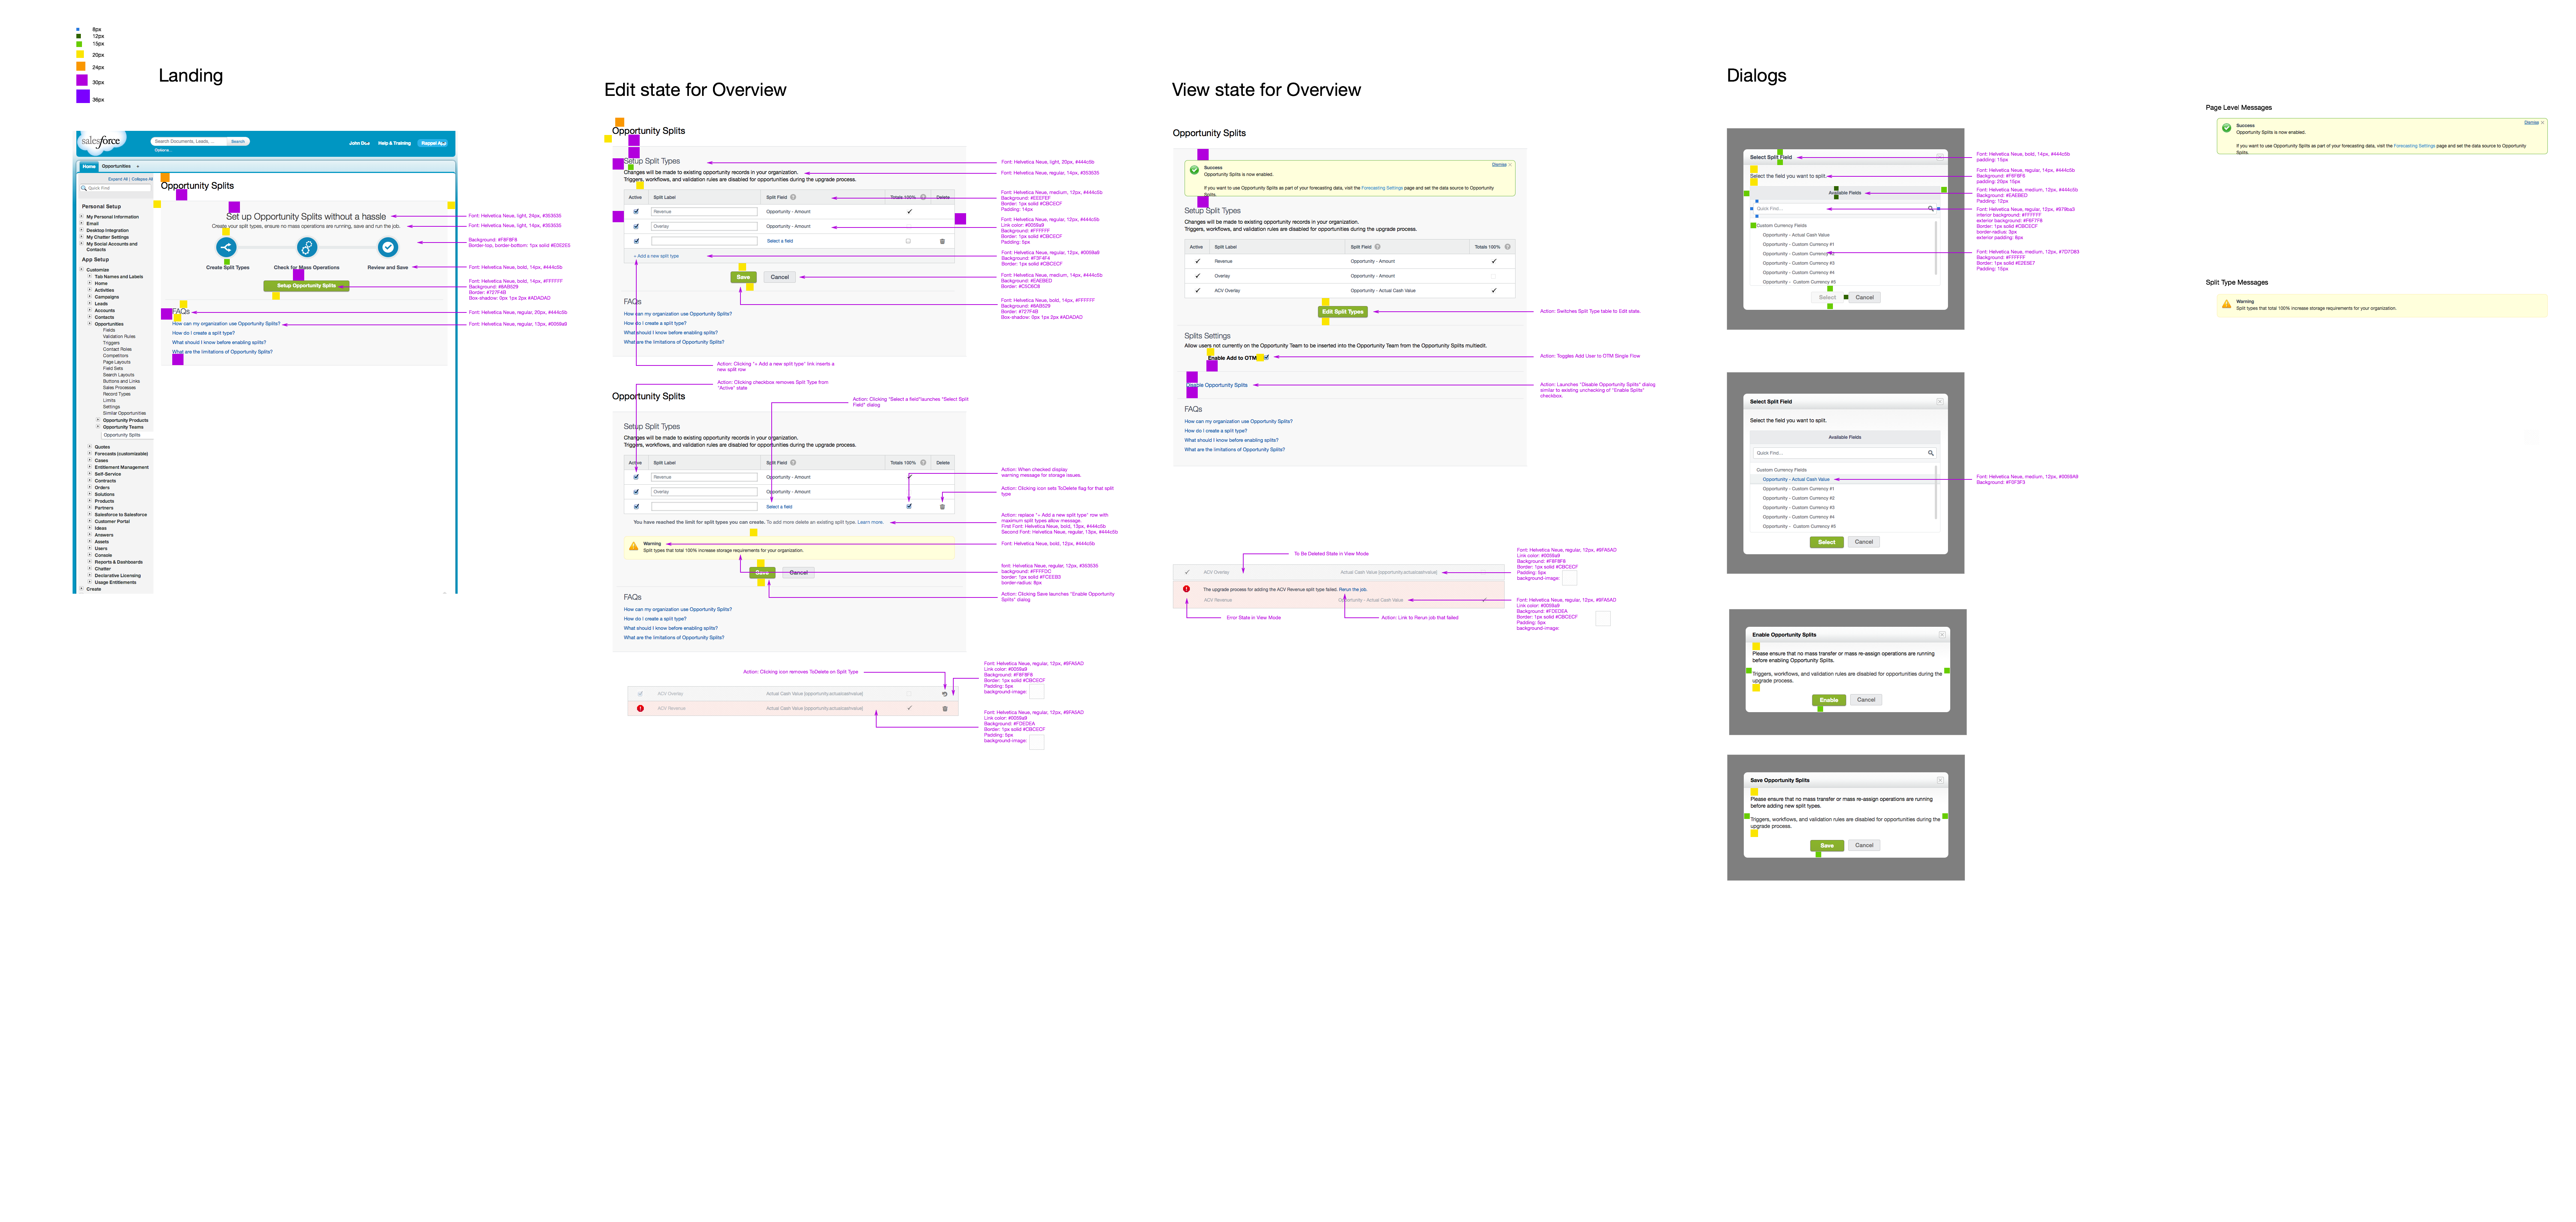 8px
12px
15px
20px
24px
30px
36px
Landing
salesforce
Search Documents, Leads, ...
Search
Options...
Help & Training
Home
Opportunities
Expand All | Collapse All
Quick Find
Personal Setup
My Personal Information
Email
Desktop Integration
My Chatter Settings
My Social Accounts and
Contacts
App Setup
Customize
Tab Names and Labels
Home
Activities
Campaigns
Leads
Accounts
Contacts
Opportunities
Fields
Validation Rules
Triggers
Contact Roles
Competitors
Page Layouts
Field Sets
Search Layouts
Buttons and Links
Sales Processes
Record Types
Limits
Settings
Similar Opportunities
Opportunity Products
Opportunity Teams
Opportunity Splits
Quotes
Forecasts (customizable)
Cases
Entitlement Management
Self-Service
Contracts
Orders
Solutions
Products
Partners
Salesforce to Salesforce
Customer Portal
Ideas
Answers
Assets
Users
Console
Reports & Dashboards
Chatter
Declarative Licensing
Usage Entitlements
Create
Opportunity Splits
Set up Opportunity Splits without a hassle
Create your split types, ensure no mass operations are running, save and run the job.
Create Split Types
Check for Mass Operations
Review and Save
Setup Opportunity Splits
FAQs
How can my organization use Opportunity Splits?
How do I create a split type?
What should I know before enabling splits?
What are the limitations of Opportunity Splits?
Font: Helvetica Neue, light, 24px, #353535
Font: Helvetica Neue, light, 14px, #353535
Background: #F8F8F8
Border-top, border-bottom: 1px solid #E2E2E5
Font: Helvetica Neue, bold, 14px, #444c5b
Font: Helvetica Neue, bold, 14px, #FFFFFF
Background: #8AB529
Border: #727F4B
Box-shadow: 0px 1px 2px #ADADAD
Font: Helvetica Neue, regular, 20px, #444c5b
Font: Helvetica Neue, regular, 13px, #0059a9
Edit state for Overview
Opportunity Splits
Setup Split Types
Changes will be made to existing opportunity records in your organization.
Triggers, workflows, and validation rules are disabled for opportunities during the upgrade process.
Active
Split Label
Split Field
Totals 100%
Delete
Revenue
Opportunity - Amount
Overlay
Opportunity - Amount
Select a field
+ Add a new split type
Save
Cancel
FAQs
How can my organization use Opportunity Splits?
How do I create a split type?
What should I know before enabling splits?
What are the limitations of Opportunity Splits?
Font: Helvetica Neue, light, 20px, #444c5b
Font: Helvetica Neue, regular, 14px, #353535
Font: Helvetica Neue, medium, 12px, #444c5b
Background: #EEEFEF
Border: 1px solid #CBCECF
Padding: 14px
Font: Helvetica Neue, regular, 12px, #444c5b
Link color: #0059a9
Background: #FFFFFF
Border: 1px solid #CBCECF
Padding: 5px
Font: Helvetica Neue, regular, 12px, #0059a8
Background: #F3F4F4
Border: 1px solid #CBCECF
Font: Helvetica Neue, medium, 14px, #444c5b
Background: #EAEBED
Border: #C5C6C8
Font: Helvetica Neue, bold, 14px, #FFFFFF
Background: #8AB529
Border: #727F4B
Box-shadow: 0px 1px 2px #ADADAD
Action: Clicking "+ Add a new split type" link inserts a
new split row
Action: Clicking checkbox removes Split Type from
"Active" state
Action: Clicking "Select a field"launches "Select Split
Field" dialog
Opportunity Splits
Setup Split Types
Changes will be made to existing opportunity records in your organization.
Triggers, workflows, and validation rules are disabled for opportunities during the upgrade process.
Active
Split Label
Split Field
Totals 100%
Delete
Revenue
Opportunity - Amount
Overlay
Opportunity - Amount
Select a field
You have reached the limit for split types you can create. To add more delete an existing split type. Learn more.
Warning
Split types that total 100% increase storage requirements for your organization.
Save
Cancel
FAQs
How can my organization use Opportunity Splits?
How do I create a split type?
What should I know before enabling splits?
What are the limitations of Opportunity Splits?
Action: When checked display
warning message for storage issues.
Action: Clicking icon sets ToDelete flag for that split
type
Action: replace "+ Add a new split type" row with
maximum split types allow message.
First Font: Helvetica Neue, bold, 13px, #444c5b
Second Font: Helvetica Neue, regular, 13px, #444c5b
Font: Helvetica Neue, bold, 12px, #444c5b
font: Helvetica Neue, regular, 12px, #353535
background: #FFFFDC
border: 1px solid #FCEEB3
border-radius: 8px
Action: Clicking Save launches "Enable Opportunity
Splits" dialog
Action: Clicking icon removes ToDelete on Split Type
ACV Overlay
Actual Cash Value [opportunity.actualcashvalue]
ACV Revenue
Actual Cash Value [opportunity.actualcashvalue]
Font: Helvetica Neue, regular, 12px, #9FA5AD
Link color: #0059a9
Background: #F8F8F8
Border: 1px solid #CBCECF
Padding: 5px
background-image:
Font: Helvetica Neue, regular, 12px, #9FA5AD
Link color: #0059a9
Background: #FDEDEA
Border: 1px solid #CBCECF
Padding: 5px
background-image:
View state for Overview
Opportunity Splits
Success
Opportunity Splits is now enabled.
Dismiss
If you want to use Opportunity Splits as part of your forecasting data, visit the Forecasting Settings page and set the data source to Opportunity
Splits.
Setup Split Types
Changes will be made to existing opportunity records in your organization.
Triggers, workflows, and validation rules are disabled for opportunities during the upgrade process.
Active
Split Label
Split Field
Totals 100%
Revenue
Opportunity - Amount
Overlay
Opportunity - Amount
ACV Overlay
Opportunity - Actual Cash Value
Edit Split Types
Splits Settings
Allow users not currently on the Opportunity Team to be inserted into the Opportunity Team from the Opportunity Splits multiedit.
Enable Add to OTM
Disable Opportunity Splits
FAQs
How can my organization use Opportunity Splits?
How do I create a split type?
What should I know before enabling splits?
What are the limitations of Opportunity Splits?
Action: Switches Split Type table to Edit state.
Action: Toggles Add User to OTM Single Flow
Action: Launches "Disable Opportunity Splits" dialog
similar to existing unchecking of "Enable Splits"
checkbox.
To Be Deleted State in View Mode
ACV Overlay
Actual Cash Value [opportunity.actualcashvalue]
The upgrade process for adding the ACV Revenue split type failed. Rerun the job.
ACV Revenue
Opportunity - Actual Cash Value
Error State in View Mode
Action: Link to Rerun job that failed
Font: Helvetica Neue, regular, 12px, #9FA5AD
Link color: #0059a9
Background: #F8F8F8
Border: 1px solid #CBCECF
Padding: 5px
background-image:
Font: Helvetica Neue, regular, 12px, #9FA5AD
Link color: #0059a9
Background: #FDEDEA
Border: 1px solid #CBCECF
Padding: 5px
background-image:
Dialogs
Select Split Field
Select the field you want to split.
Available Fields
Quick Find...
Custom Currency Fields
Opportunity - Actual Cash Value
Opportunity - Custom Currency #1
Opportunity - Custom Currency #2
Opportunity - Custom Currency #3
Opportunity - Custom Currency #4
Opportunity - Custom Currency #5
Select
Cancel
Font: Helvetica Neue, bold, 14px, #444c5b
padding: 15px
Font: Helvetica Neue, regular, 14px, #444c5b
Background: #F8F8F8
padding: 20px 15px
Font: Helvetica Neue, medium, 12px, #444c5b
Background: #EAEBED
Padding: 12px
Font: Helvetica Neue, regular, 12px, #979ba3
interior background: #FFFFFF
exterior background: #F6F7F8
Border: 1px solid #CBCECF
border-radius: 3px
exterior padding: 8px
Font: Helvetica Neue, medium, 12px, #7D7D83
Background: #FFFFFF
Border: 1px solid #E2E5E7
Padding: 15px
Select Split Field
Select the field you want to split.
Available Fields
Quick Find...
Custom Currency Fields
Opportunity - Actual Cash Value
Opportunity - Custom Currency #1
Opportunity - Custom Currency #2
Opportunity - Custom Currency #3
Opportunity - Custom Currency #4
Opportunity - Custom Currency #5
Select
Cancel
Font: Helvetica Neue, medium, 12px, #0059A9
Background: #F0F3F3
Enable Opportunity Splits
Please ensure that no mass transfer or mass re-assign operations are running
before enabling Opportunity Splits.
Triggers, workflows, and validation rules are disabled for opportunities during the
upgrade process.
Enable
Cancel
Save Opportunity Splits
Please ensure that no mass transfer or mass re-assign operations are running
before adding new split types.
Triggers, workflows, and validation rules are disabled for opportunities during the
upgrade process.
Save
Cancel
Page Level Messages
Success
Opportunity Splits is now enabled.
Dismiss
If you want to use Opportunity Splits as part of your forecasting data, visit the Forecasting Settings page and set the data source to Opportunity
Splits.
Split Type Messages
Warning
Split types that total 100% increase storage requirements for your organization.